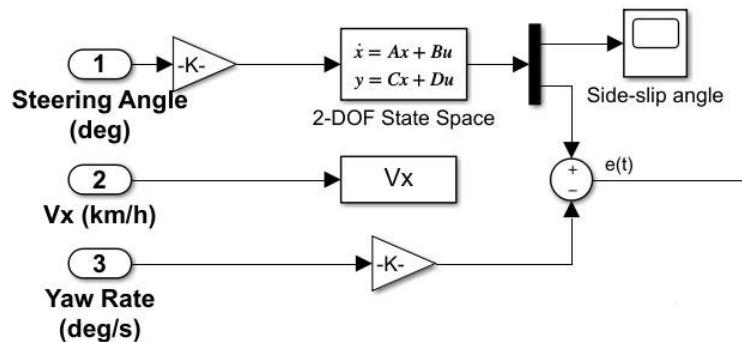 1
-K-
ẋ = Ax + Bu
y = Cx + Du
Steering Angle
(deg)
2-DOF State Space
Side-slip angle
2
Vx
+
−
e(t)
Vx (km/h)
3
-K-
Yaw Rate
(deg/s)